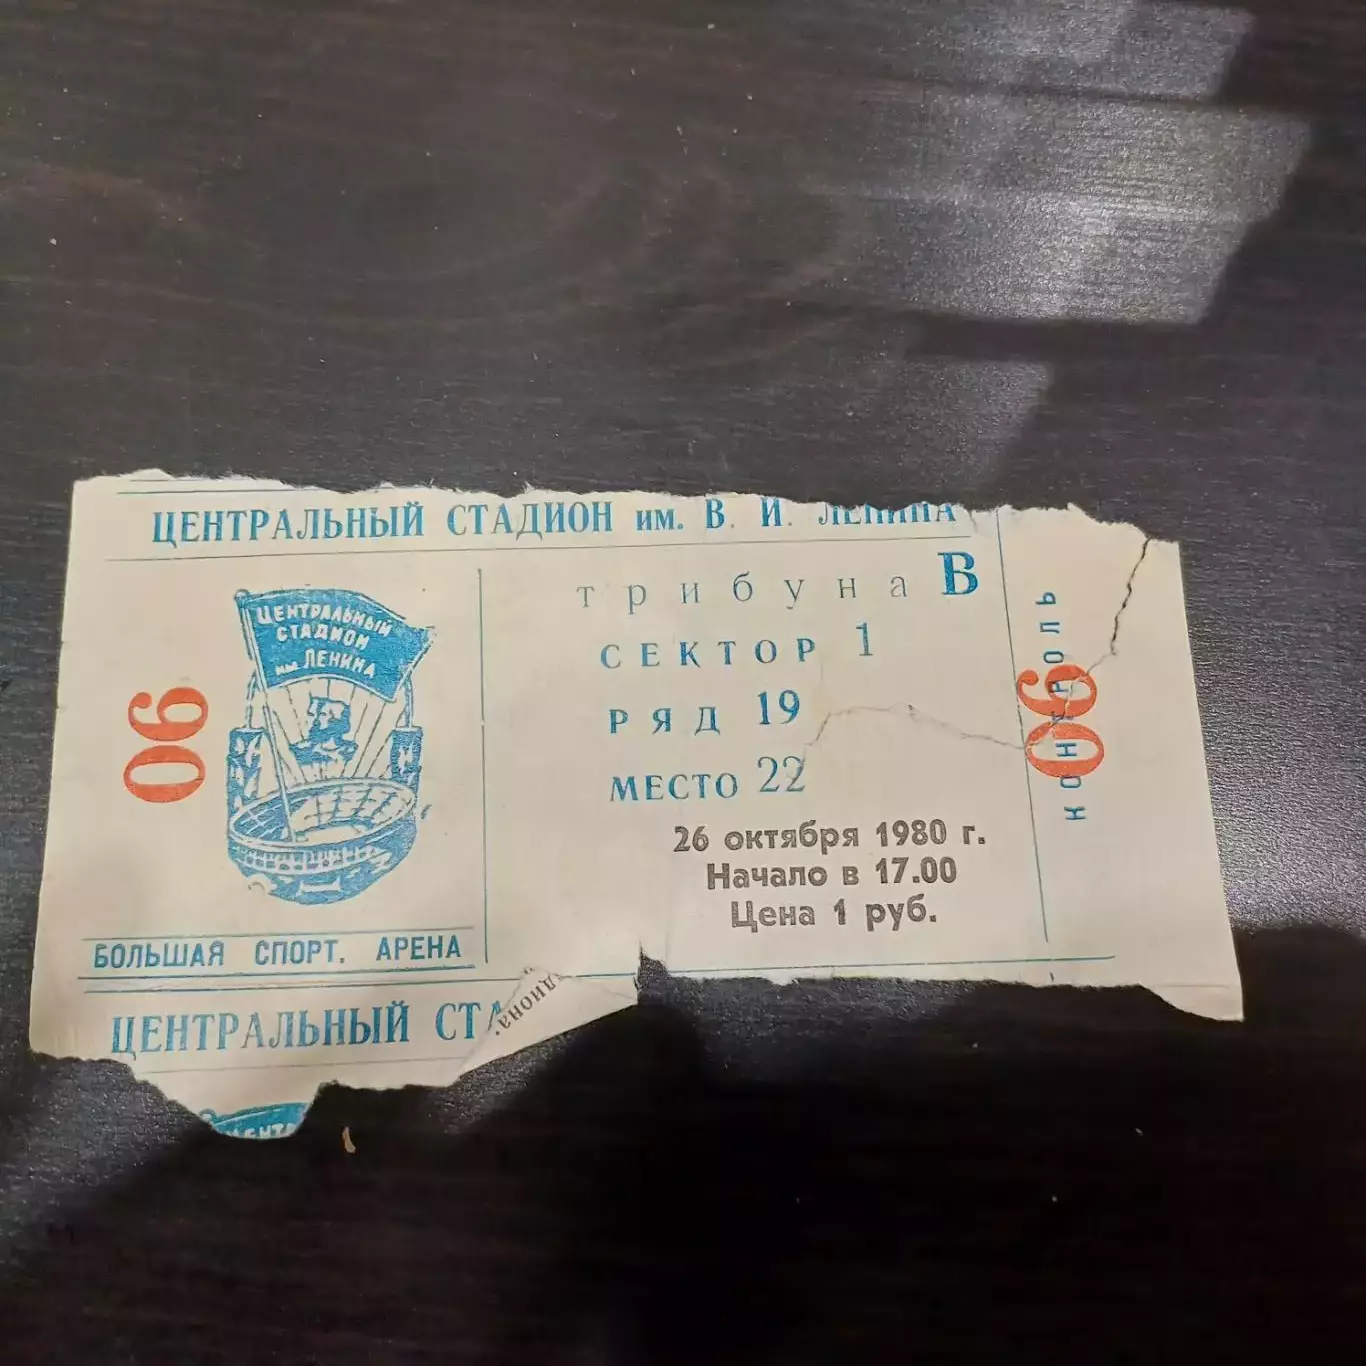 ЦЕНТРАЛЬНЫЙ СТАДИОН им. В. И. ЛЕНИНА
ЦЕНТРАЛЬНЫЙ
СТАДИОН
им ЛЕНИНА
06
БОЛЬШАЯ СПОРТ. АРЕНА
трибуна В
СЕКТОР 1
РЯД 19
МЕСТО 22
26 октября 1980 г.
Начало в 17.00
Цена 1 руб.
КОНТРОЛЬ
06
ЦЕНТРАЛЬНЫЙ СТА
диона.